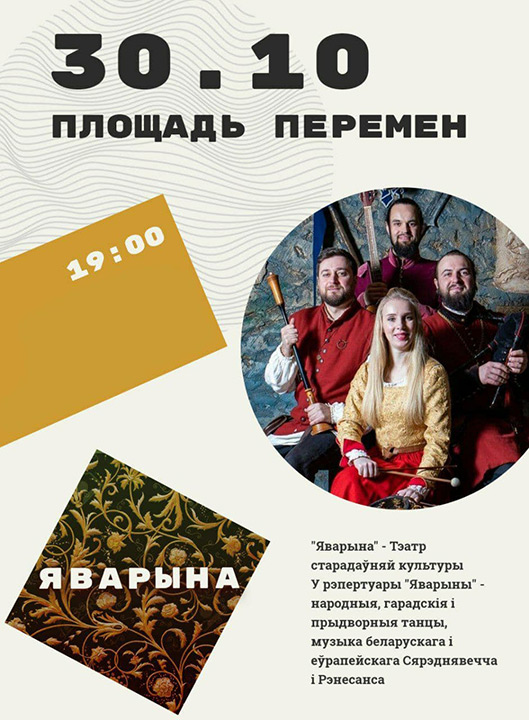 30.10
ПЛОЩАДЬ ПЕРЕМЕН
19:00
ЯВАРЫНА
"Яварына" - Тэатр
старадаўняй культуры
У рэпертуары "Яварыны" -
народныя, гарадскія і
прыдворныя танцы,
музыка беларускага і
еўрапейскага Сярэднявечча
і Рэнесанса